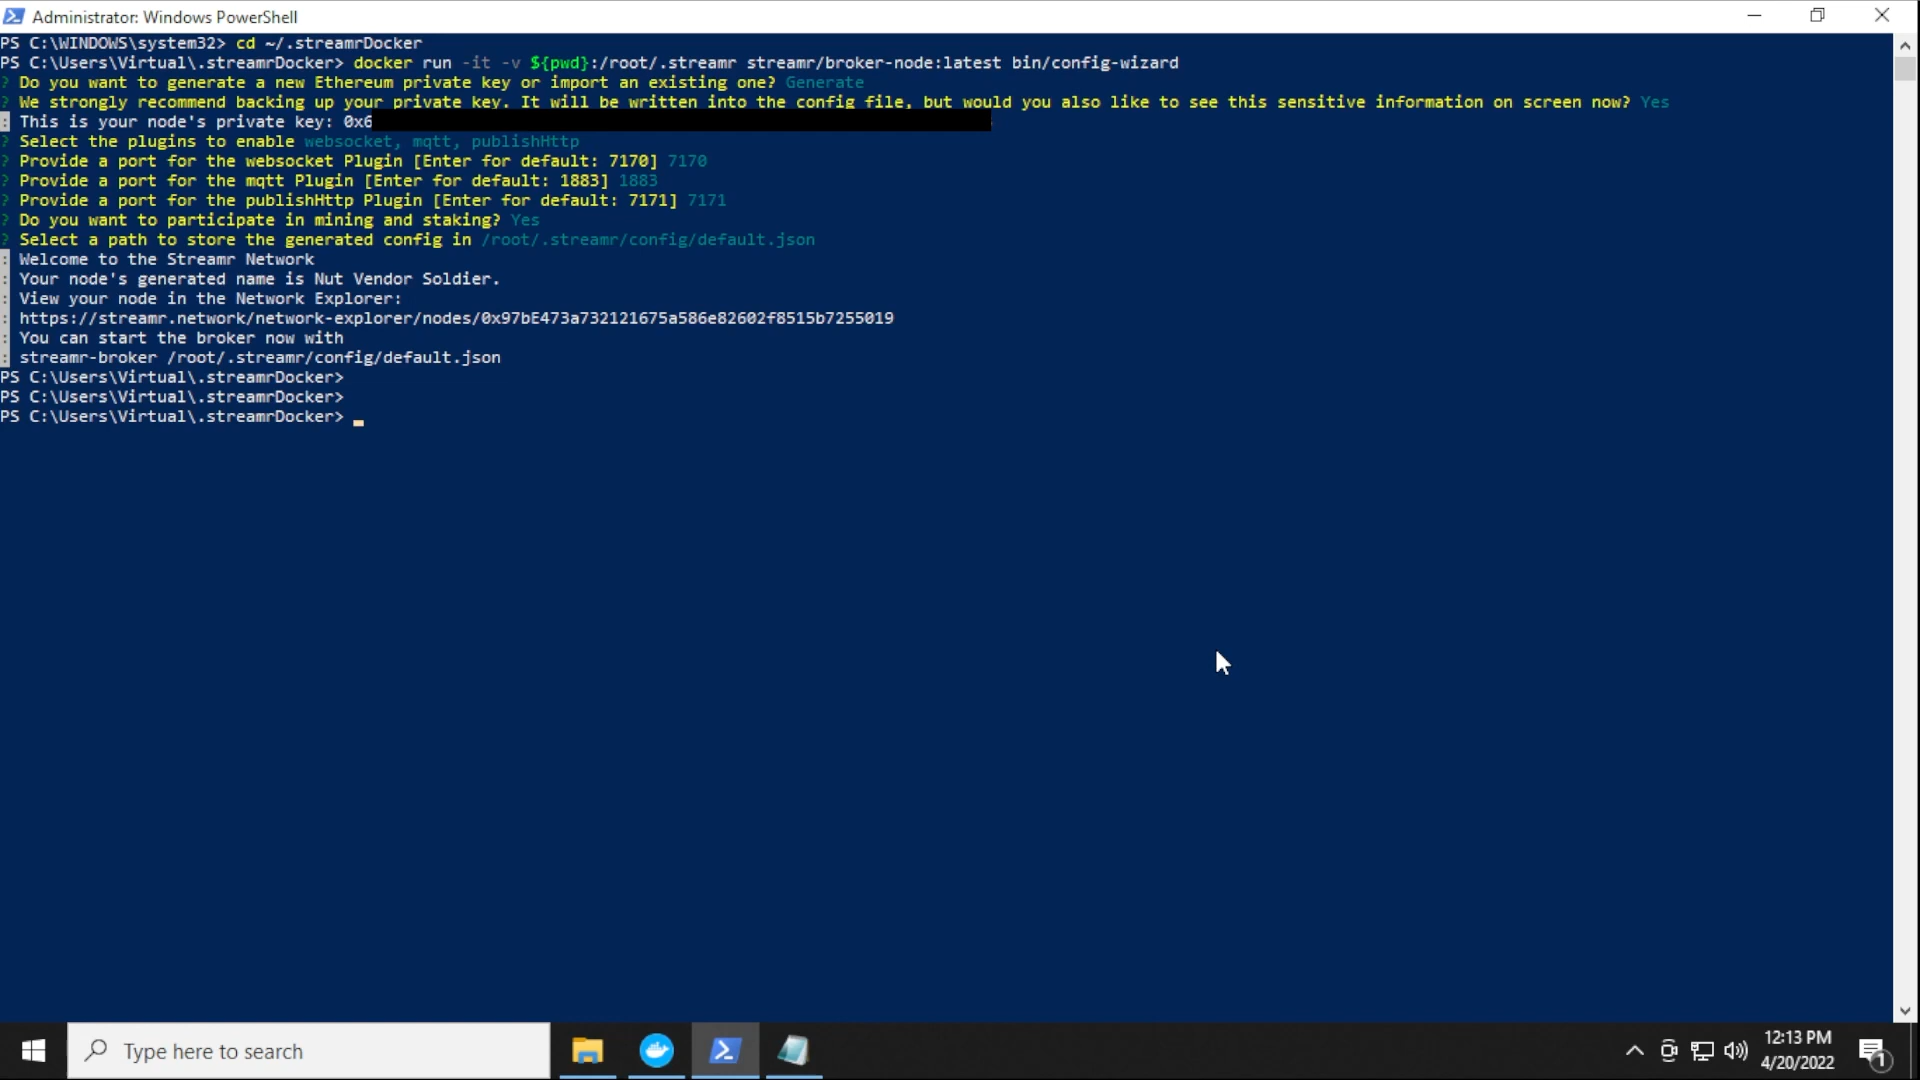 Administrator: Windows PowerShell
PS C:\WINDOWS\system32> cd ~/.streamrDocker
PS C:\Users\Virtual\.streamrDocker> docker run -it -v ${pwd}:/root/.streamr streamr/broker-node:latest bin/config-wizard
? Do you want to generate a new Ethereum private key or import an existing one? Generate
? We strongly recommend backing up your private key. It will be written into the config file, but would you also like to see this sensitive information on screen now? Yes
: This is your node's private key: 0x6
? Select the plugins to enable websocket, mqtt, publishHttp
? Provide a port for the websocket Plugin [Enter for default: 7170] 7170
? Provide a port for the mqtt Plugin [Enter for default: 1883] 1883
? Provide a port for the publishHttp Plugin [Enter for default: 7171] 7171
? Do you want to participate in mining and staking? Yes
? Select a path to store the generated config in /root/.streamr/config/default.json
: Welcome to the Streamr Network
: Your node's generated name is Nut Vendor Soldier.
: View your node in the Network Explorer:
: https://streamr.network/network-explorer/nodes/0x97bE473a732121675a586e82602f8515b7255019
: You can start the broker now with
: streamr-broker /root/.streamr/config/default.json
PS C:\Users\Virtual\.streamrDocker>
PS C:\Users\Virtual\.streamrDocker>
PS C:\Users\Virtual\.streamrDocker>
Type here to search
12:13 PM
4/20/2022
1